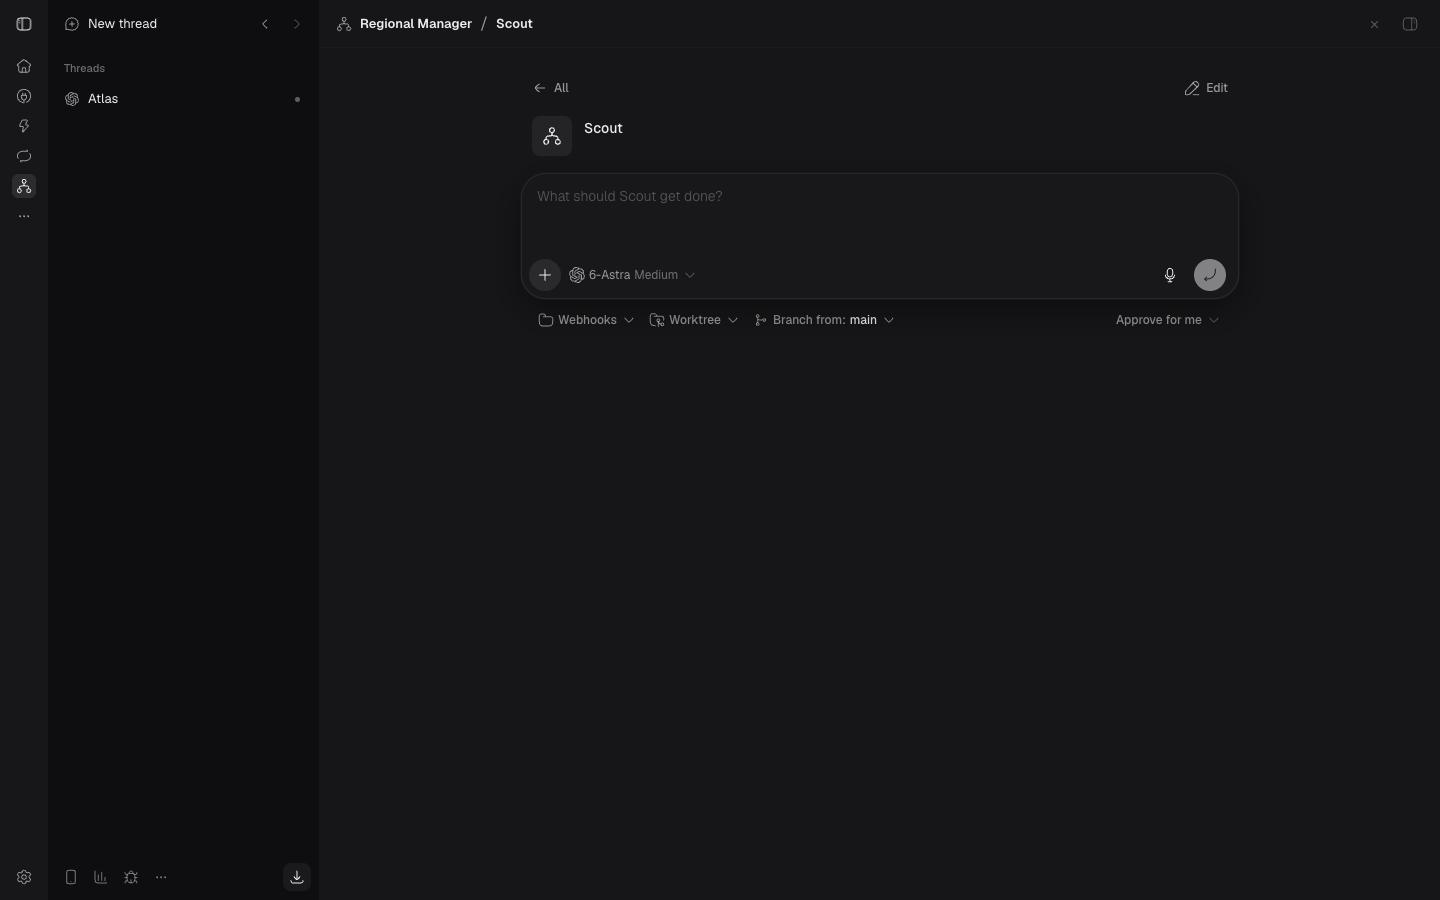 New thread
Threads
Atlas
Regional Manager / Scout
All
Edit
Scout
What should Scout get done?
6-Astra Medium
Webhooks
Worktree
Branch from: main
Approve for me